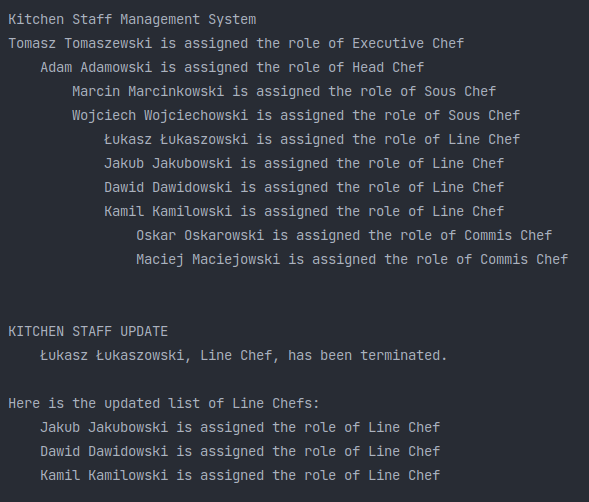 Kitchen Staff Management System
Tomasz Tomaszewski is assigned the role of Executive Chef
Adam Adamowski is assigned the role of Head Chef
Marcin Marcinkowski is assigned the role of Sous Chef
Wojciech Wojciechowski is assigned the role of Sous Chef
Łukasz Łukaszowski is assigned the role of Line Chef
Jakub Jakubowski is assigned the role of Line Chef
Dawid Dawidowski is assigned the role of Line Chef
Kamil Kamilowski is assigned the role of Line Chef
Oskar Oskarowski is assigned the role of Commis Chef
Maciej Maciejowski is assigned the role of Commis Chef
KITCHEN STAFF UPDATE
Łukasz Łukaszowski, Line Chef, has been terminated.
Here is the updated list of Line Chefs:
Jakub Jakubowski is assigned the role of Line Chef
Dawid Dawidowski is assigned the role of Line Chef
Kamil Kamilowski is assigned the role of Line Chef